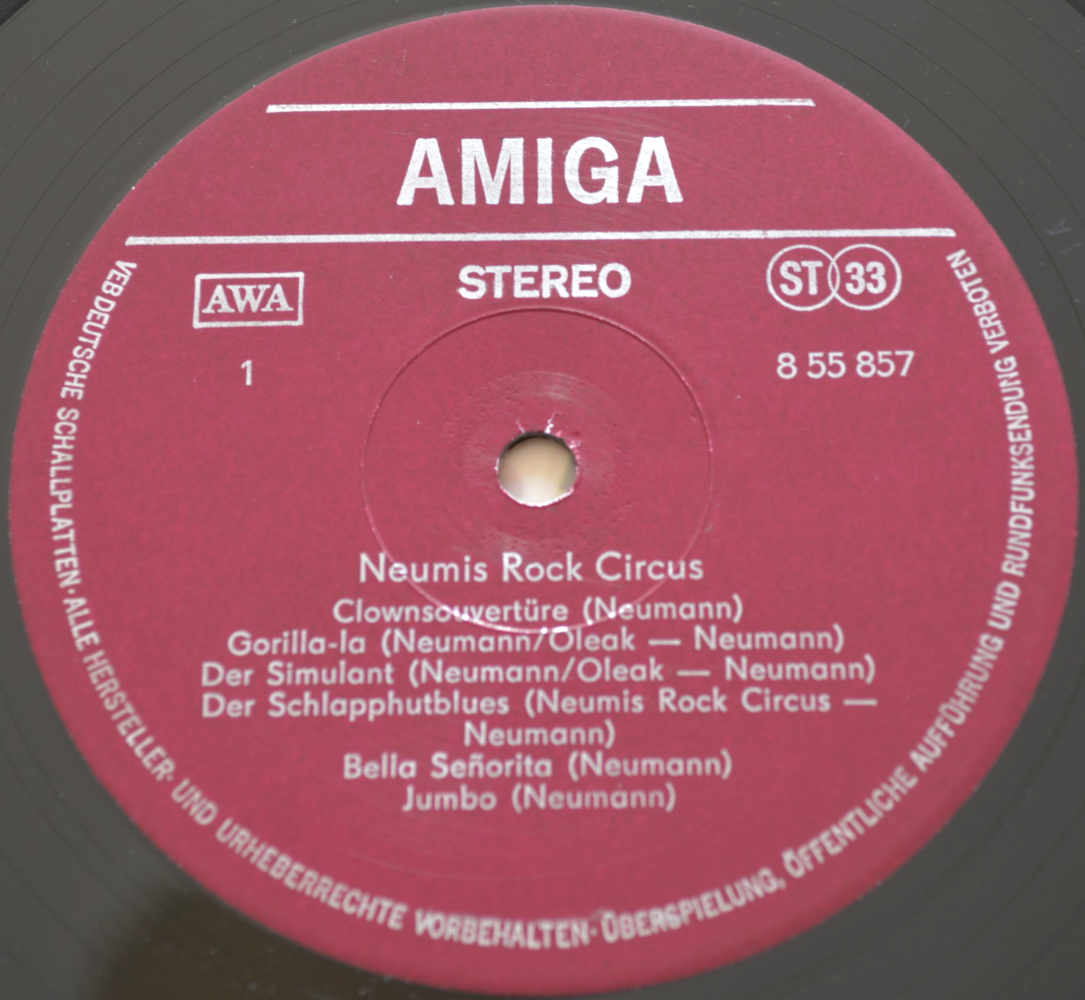 AMIGA
AWA
STEREO
ST 33
1
8 55 857
Neumis Rock Circus
Clownsouvertüre (Neumann)
Gorilla-la (Neumann/Oleak — Neumann)
Der Simulant (Neumann/Oleak — Neumann)
Der Schlapphutblues (Neumis Rock Circus —
Neumann)
Bella Señorita (Neumann)
Jumbo (Neumann)
VEB DEUTSCHE SCHALLPLATTEN · ALLE HERSTELLER- UND URHEBERRECHTE VORBEHALTEN · ÜBERSPIELUNG, ÖFFENTLICHE AUFFÜHRUNG UND RUNDFUNKSENDUNG VERBOTEN